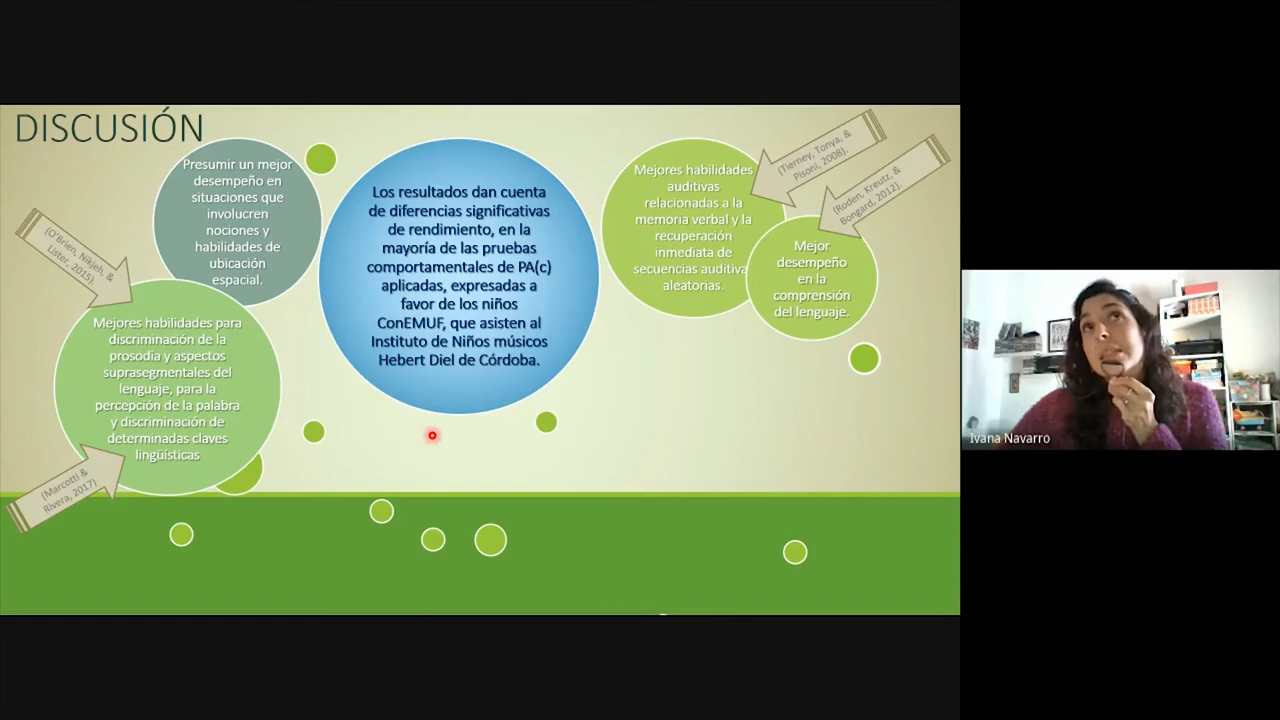 DISCUSIÓN
Presumir un mejor
desempeño en
situaciones que
involucren
nociones y
habilidades de
ubicación
espacial.
(O'Brien, Nikjeh, &
Lister, 2015).
Mejores habilidades para
discriminación de la
prosodia y aspectos
suprasegmentales del
lenguaje, para la
percepción de la palabra
y discriminación de
determinadas claves
lingüísticas
(Marcotti &
Rivera, 2017)
Los resultados dan cuenta
de diferencias significativas
de rendimiento, en la
mayoría de las pruebas
comportamentales de PA(c)
aplicadas, expresadas a
favor de los niños
ConEMUF, que asisten al
Instituto de Niños músicos
Hebert Diel de Córdoba.
Mejores habilidades
auditivas
relacionadas a la
memoria verbal y la
recuperación
inmediata de
secuencias auditiva
aleatorias.
(Tierney, Tonya, &
Pisoni, 2008).
(Roden, Kreutz, &
Bongard, 2012).
Mejor
desempeño
en la
comprensión
del lenguaje.
Ivana Navarro